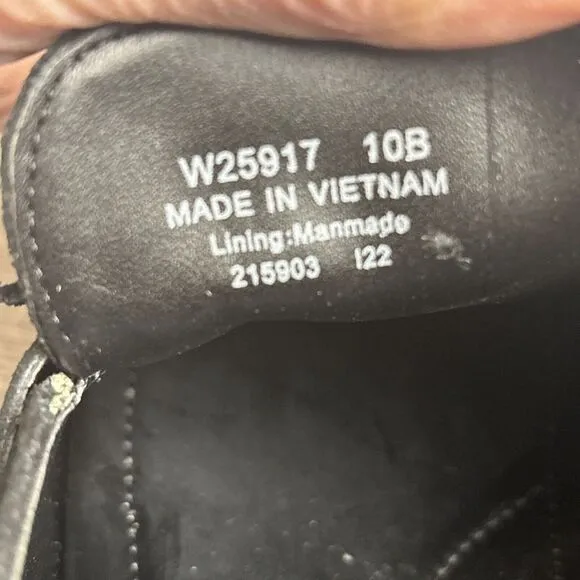 W25917 10B
MADE IN VIETNAM
Lining:Manmade
215903 I22